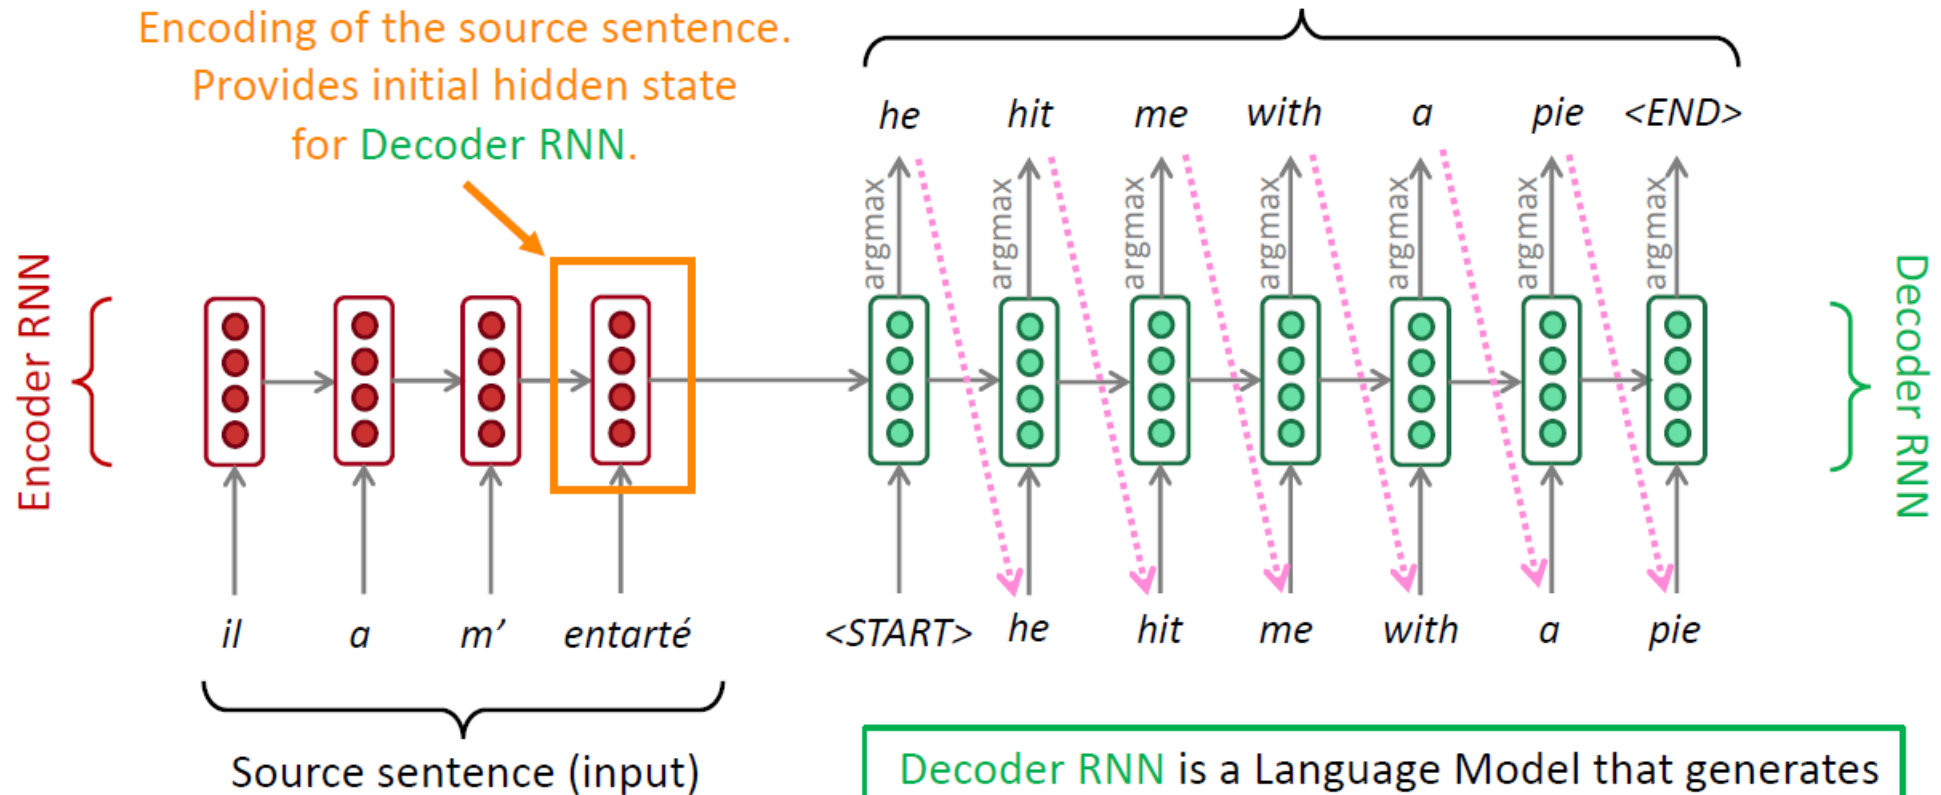 Encoding of the source sentence.
Provides initial hidden state
for Decoder RNN.
he hit me with a pie <END>
argmax argmax argmax argmax argmax argmax argmax
Encoder RNN
Decoder RNN
il a m’ entarté
<START> he hit me with a pie
Source sentence (input)
Decoder RNN is a Language Model that generates